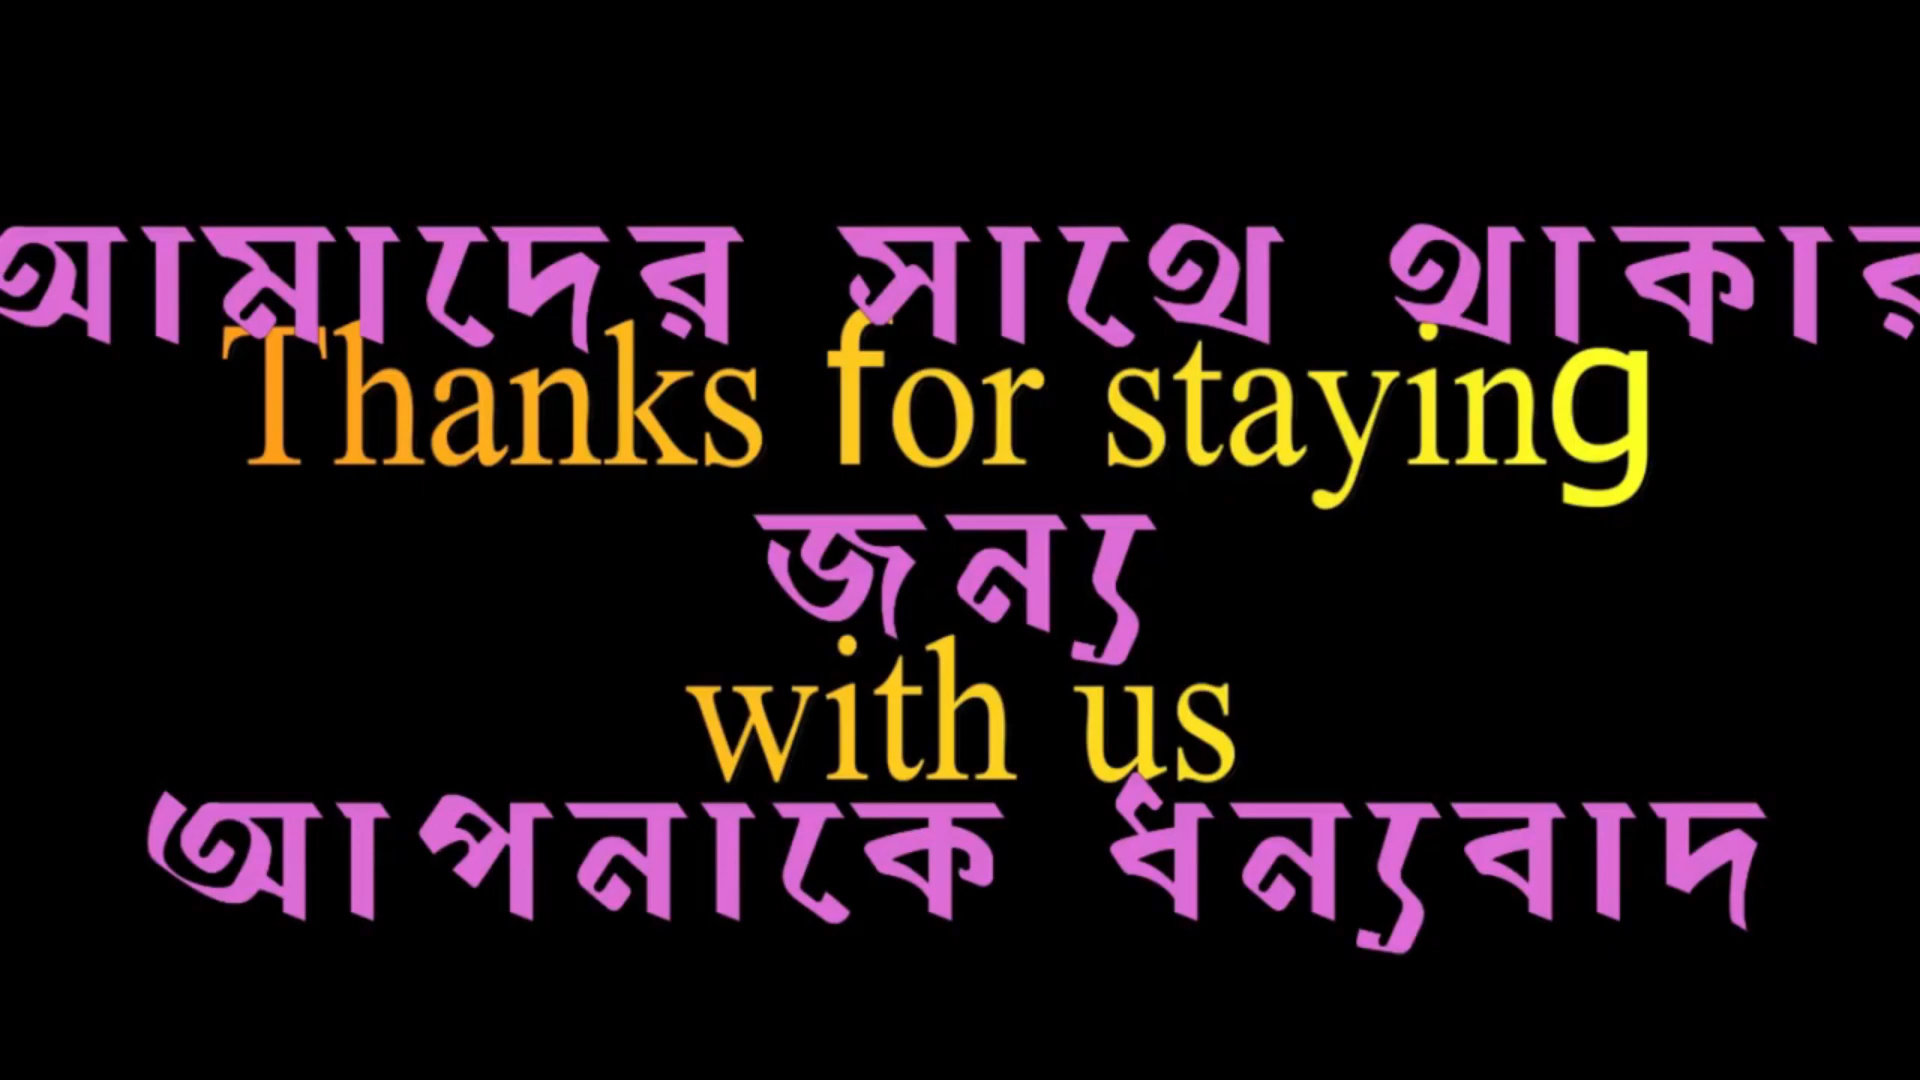 আমাদের সাথে থাকার
Thanks for staying
জন্য
with us
আপনাকে ধন্যবাদ